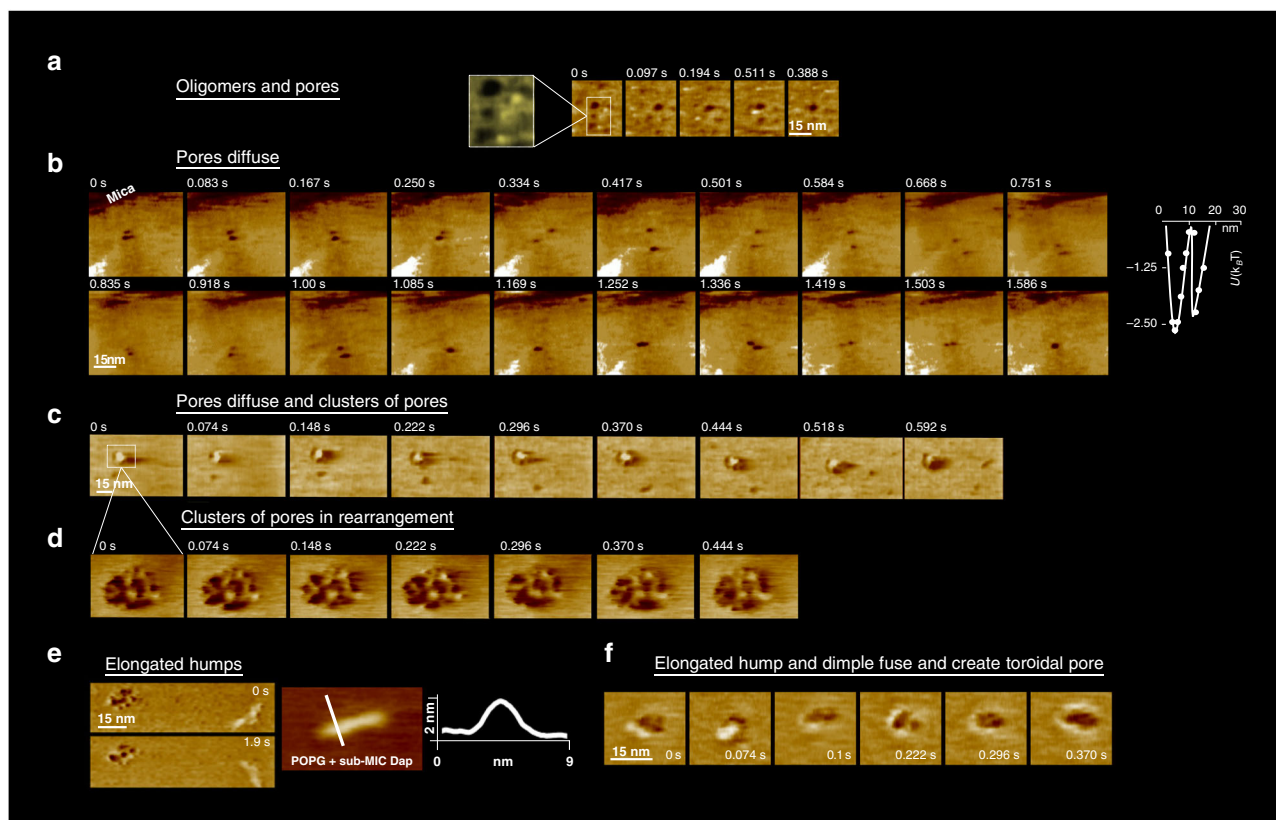 a
Oligomers and pores
0 s 0.097 s 0.194 s 0.511 s 0.388 s
15 nm
b
Pores diffuse
0 s 0.083 s 0.167 s 0.250 s 0.334 s 0.417 s 0.501 s 0.584 s 0.668 s 0.751 s
Mica
0 10 20 30
nm
−1.25
−2.50
U(kBT)
0.835 s 0.918 s 1.00 s 1.085 s 1.169 s 1.252 s 1.336 s 1.419 s 1.503 s 1.586 s
15nm
c
Pores diffuse and clusters of pores
0 s 0.074 s 0.148 s 0.222 s 0.296 s 0.370 s 0.444 s 0.518 s 0.592 s
15 nm
Clusters of pores in rearrangement
d
0 s 0.074 s 0.148 s 0.222 s 0.296 s 0.370 s 0.444 s
e
Elongated humps
0 s
15 nm
1.9 s
POPG + sub-MIC Dap
2 nm
0 nm 9
f
Elongated hump and dimple fuse and create toroidal pore
15 nm
0 s 0.074 s 0.1 s 0.222 s 0.296 s 0.370 s